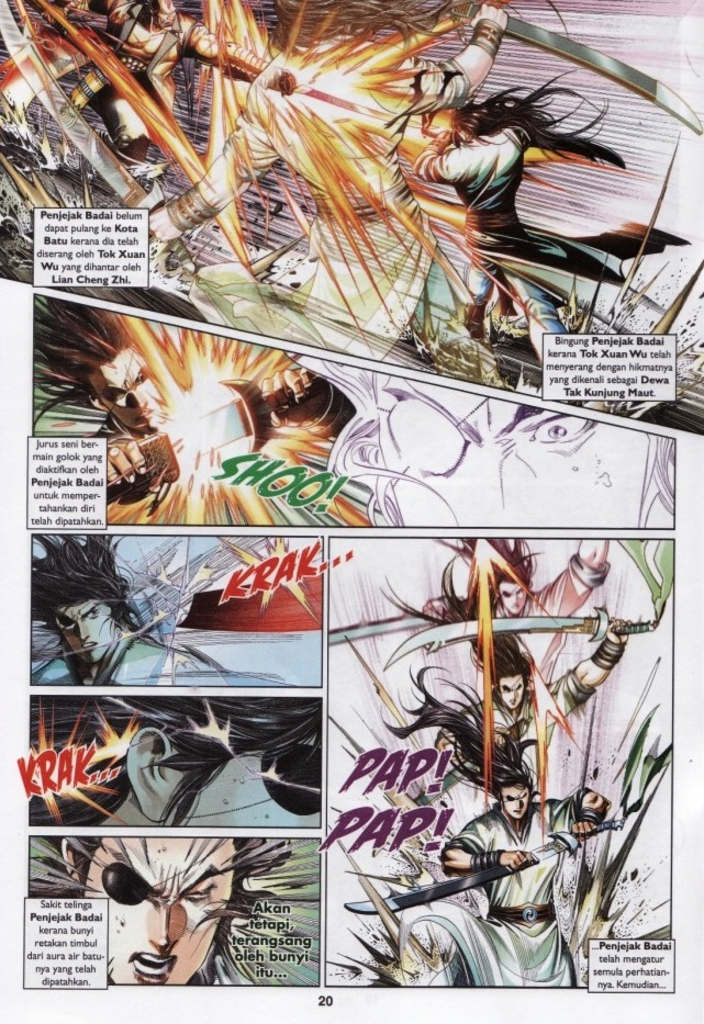 Penjejak Badai belum
dapat pulang ke Kota
Batu kerana dia telah
diserang oleh Tok Xuan
Wu yang dihantar oleh
Lian Cheng Zhi.
Bingung Penjejak Badai
kerana Tok Xuan Wu telah
menyerang dengan hikmatnya
yang dikenali sebagai Dewa
Tak Kunjung Maut.
Jurus seni ber-
main golok yang
diaktifkan oleh
Penjejak Badai
untuk memper-
tahankan diri
telah dipatahkan.
SHOO!
KRAK...
KRAK...
PAP!
PAP!
Sakit telinga
Penjejak Badai
kerana bunyi
retakan timbul
dari aura air batu-
nya yang telah
dipatahkan.
Akan
tetapi,
terangsang
oleh bunyi
itu...
...Penjejak Badai
telah mengatur
semula perhatian-
nya. Kemudian...
20